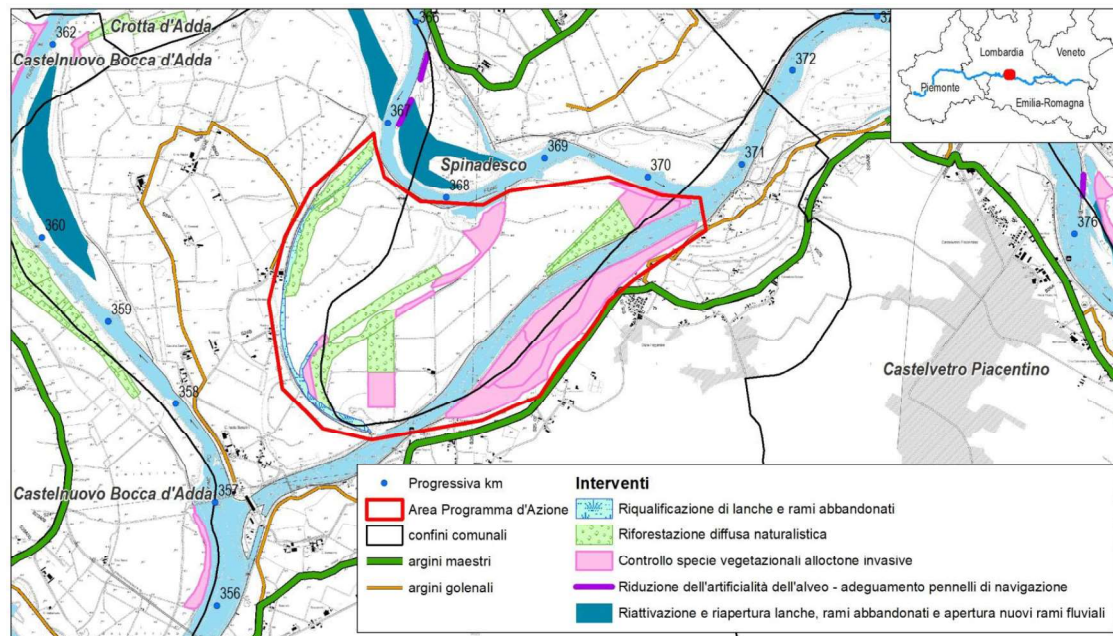 362
Crotta d'Adda
Castelnuovo Bocca d'Adda
366
372
Lombardia
Veneto
Piemonte
Emilia-Romagna
367
369
370
371
Spinadesco
368
360
376
359
358
Castelvetro Piacentino
Castelnuovo Bocca d'Adda
357
356
Progressiva km
Area Programma d'Azione
confini comunali
argini maestri
argini golenali
Interventi
Riqualificazione di lanche e rami abbandonati
Riforestazione diffusa naturalistica
Controllo specie vegetazionali alloctone invasive
Riduzione dell'artificialità dell'alveo - adeguamento pennelli di navigazione
Riattivazione e riapertura lanche, rami abbandonati e apertura nuovi rami fluviali